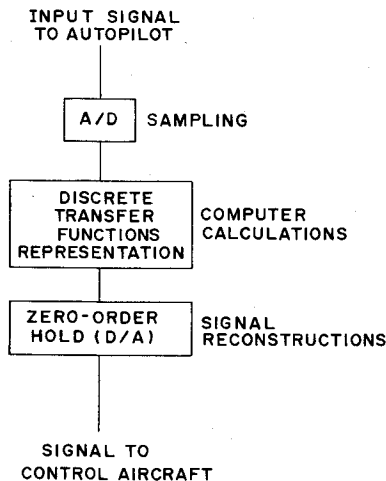 INPUT SIGNAL
TO AUTOPILOT
A/D
SAMPLING
DISCRETE
TRANSFER
FUNCTIONS
REPRESENTATION
COMPUTER
CALCULATIONS
ZERO-ORDER
HOLD (D/A)
SIGNAL
RECONSTRUCTIONS
SIGNAL TO
CONTROL AIRCRAFT